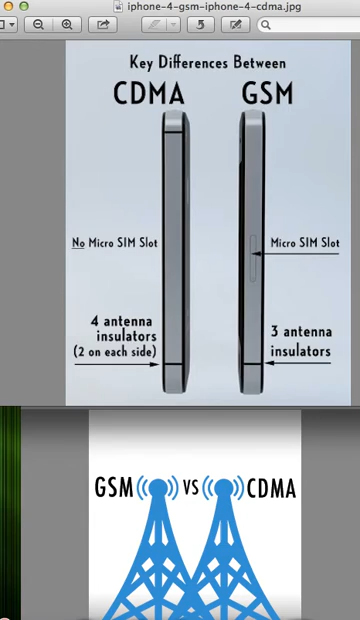 iphone-4-gsm-iphone-4-cdma.jpg
Key Differences Between
CDMA
GSM
No Micro SIM Slot
Micro SIM Slot
4 antenna
insulators
(2 on each side)
3 antenna
insulators
GSM VS CDMA